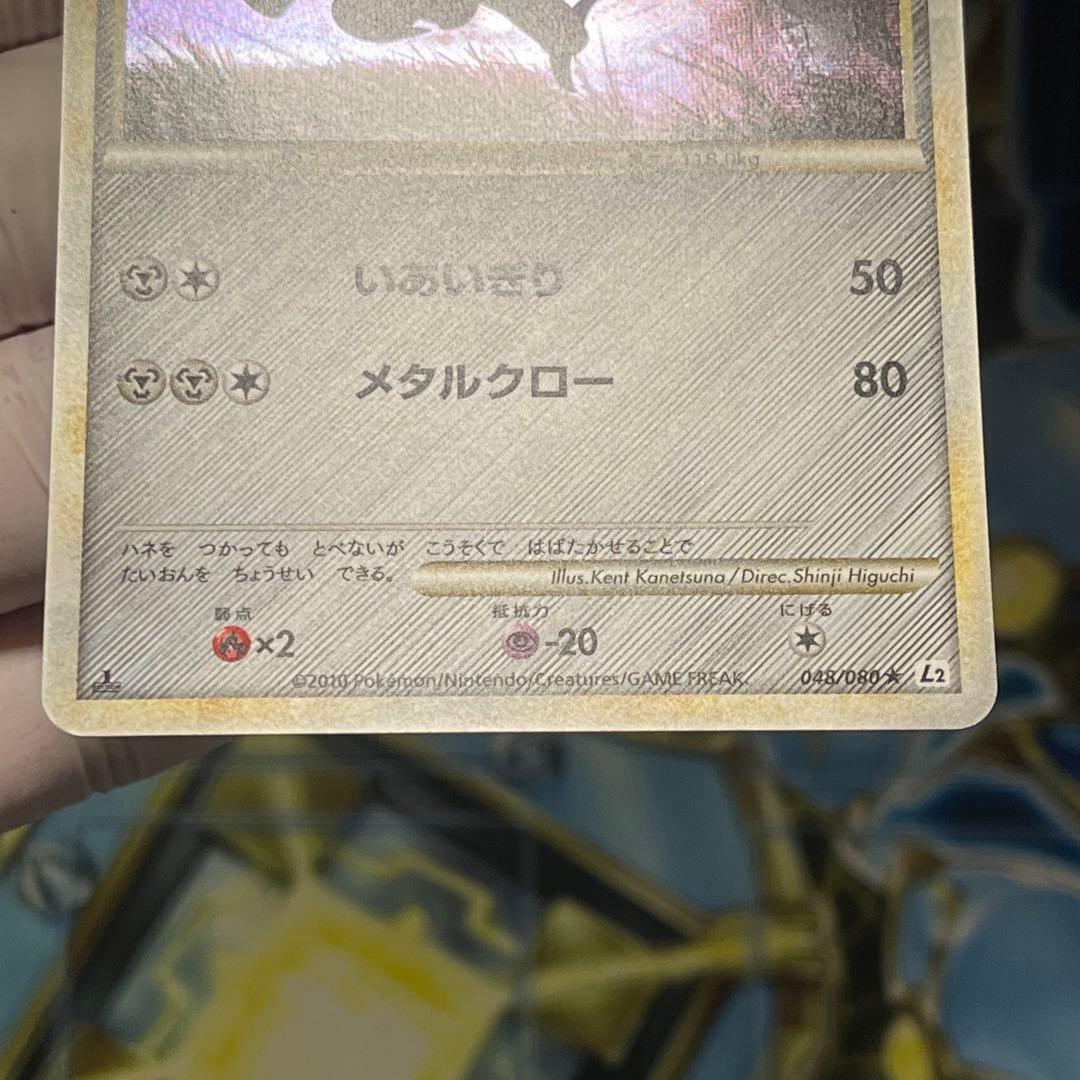 118.0kg
いあいぎり 50
メタルクロー 80
ハネを つかっても とべないが こうそくで はばたかせることで
たいおんを ちょうせい できる。
Illus.Kent Kanetsuna/Direc.Shinji Higuchi
弱点 抵抗力 にげる
×2 -20
1
©2010 Pokémon/Nintendo/Creatures/GAME FREAK. 048/080★ L2